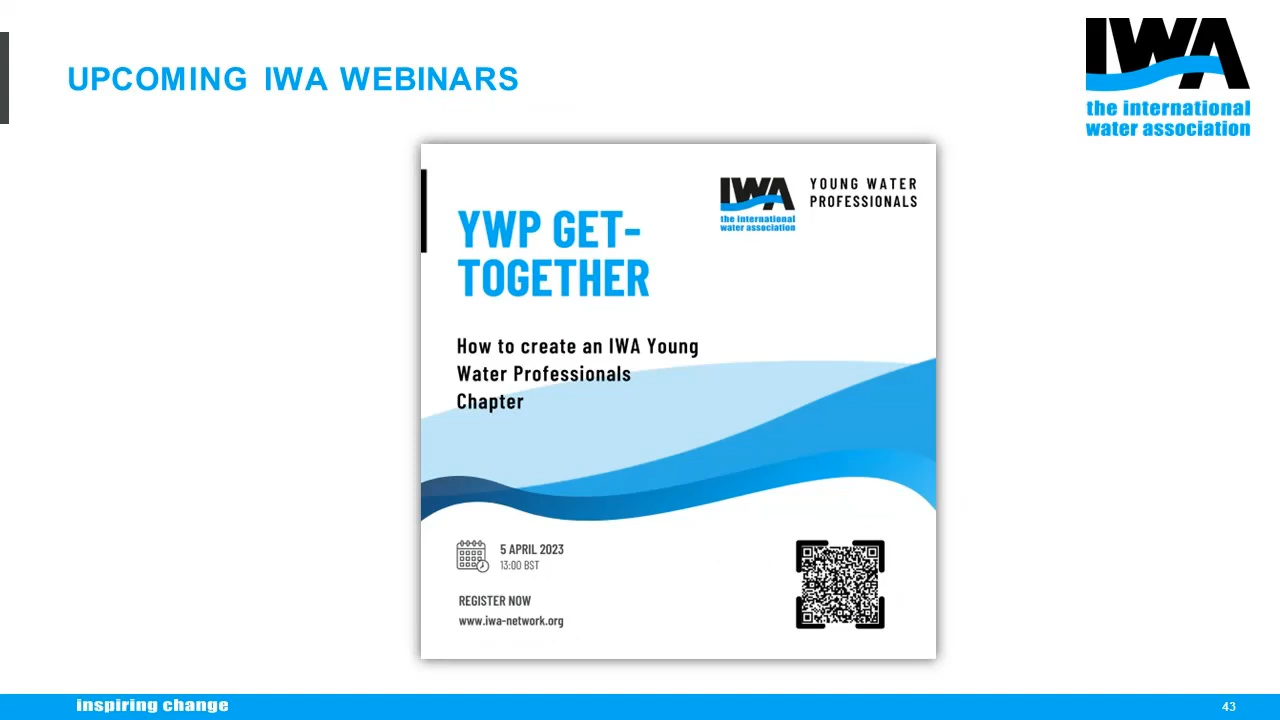 UPCOMING IWA WEBINARS
IWA
the international
water association
IWA
the international
water association
YOUNG WATER
PROFESSIONALS
YWP GET-
TOGETHER
How to create an IWA Young
Water Professionals
Chapter
5 APRIL 2023
13:00 BST
REGISTER NOW
www.iwa-network.org
inspiring change
43